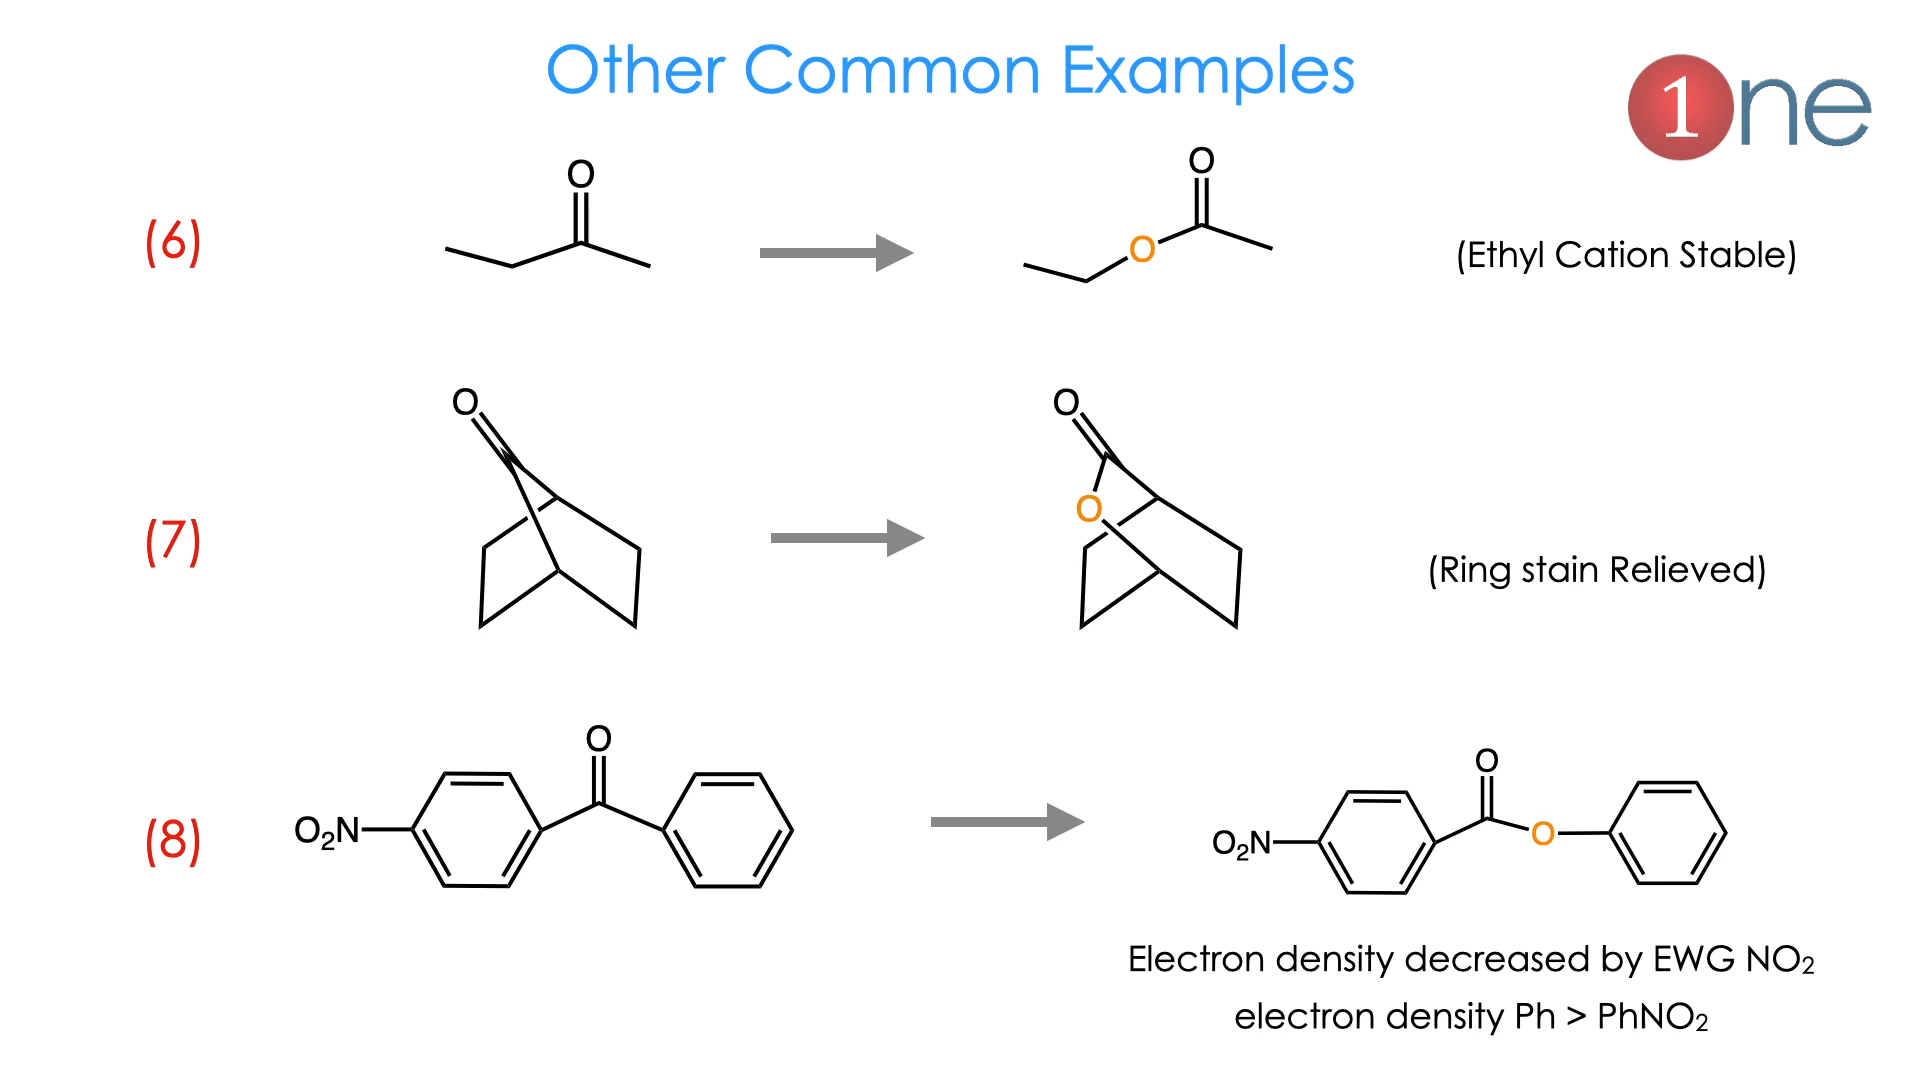 Other Common Examples
1ne
(6)
O
O
O
(Ethyl Cation Stable)
(7)
O
O
O
(Ring stain Relieved)
(8)
O
O₂N
O
O₂N
O
Electron density decreased by EWG NO₂
electron density Ph > PhNO₂